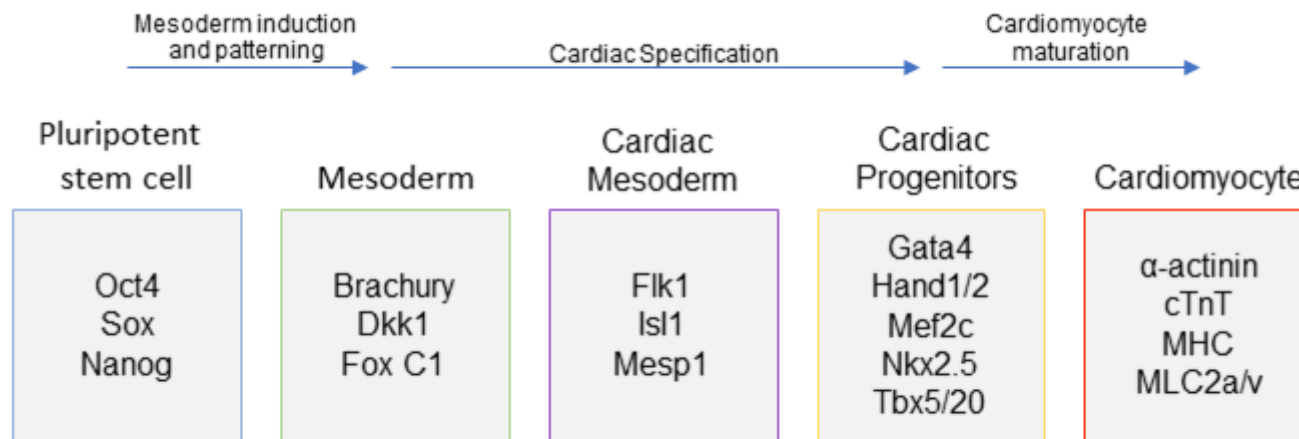 Mesoderm induction
and patterning
Cardiac Specification
Cardiomyocyte
maturation
Pluripotent
stem cell
Mesoderm
Cardiac
Mesoderm
Cardiac
Progenitors
Cardiomyocyte
Oct4
Sox
Nanog
Brachury
Dkk1
Fox C1
Flk1
Isl1
Mesp1
Gata4
Hand1/2
Mef2c
Nkx2.5
Tbx5/20
α-actinin
cTnT
MHC
MLC2a/v